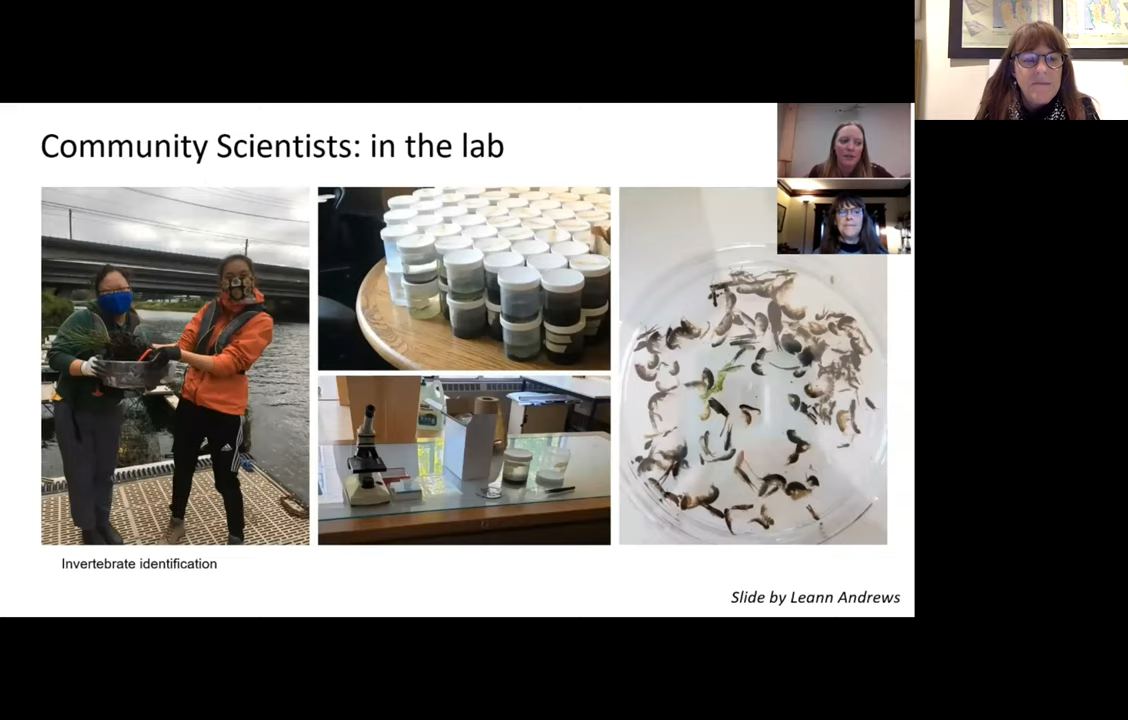 Community Scientists: in the lab
Invertebrate identification
Slide by Leann Andrews